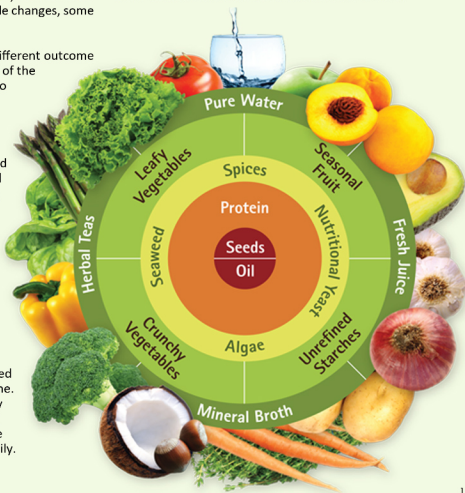 le changes, some
ifferent outcome
of the
o
d
ed
ne.
y
e
ily.
Pure Water
Leafy
Vegetables
Spices
Seasonal
Fruit
Protein
Herbal Teas
Seaweed
Seeds
Oil
Nutritional Yeast
Fresh Juice
Crunchy
Vegetables
Algae
Unrefined
Starches
Mineral Broth
1